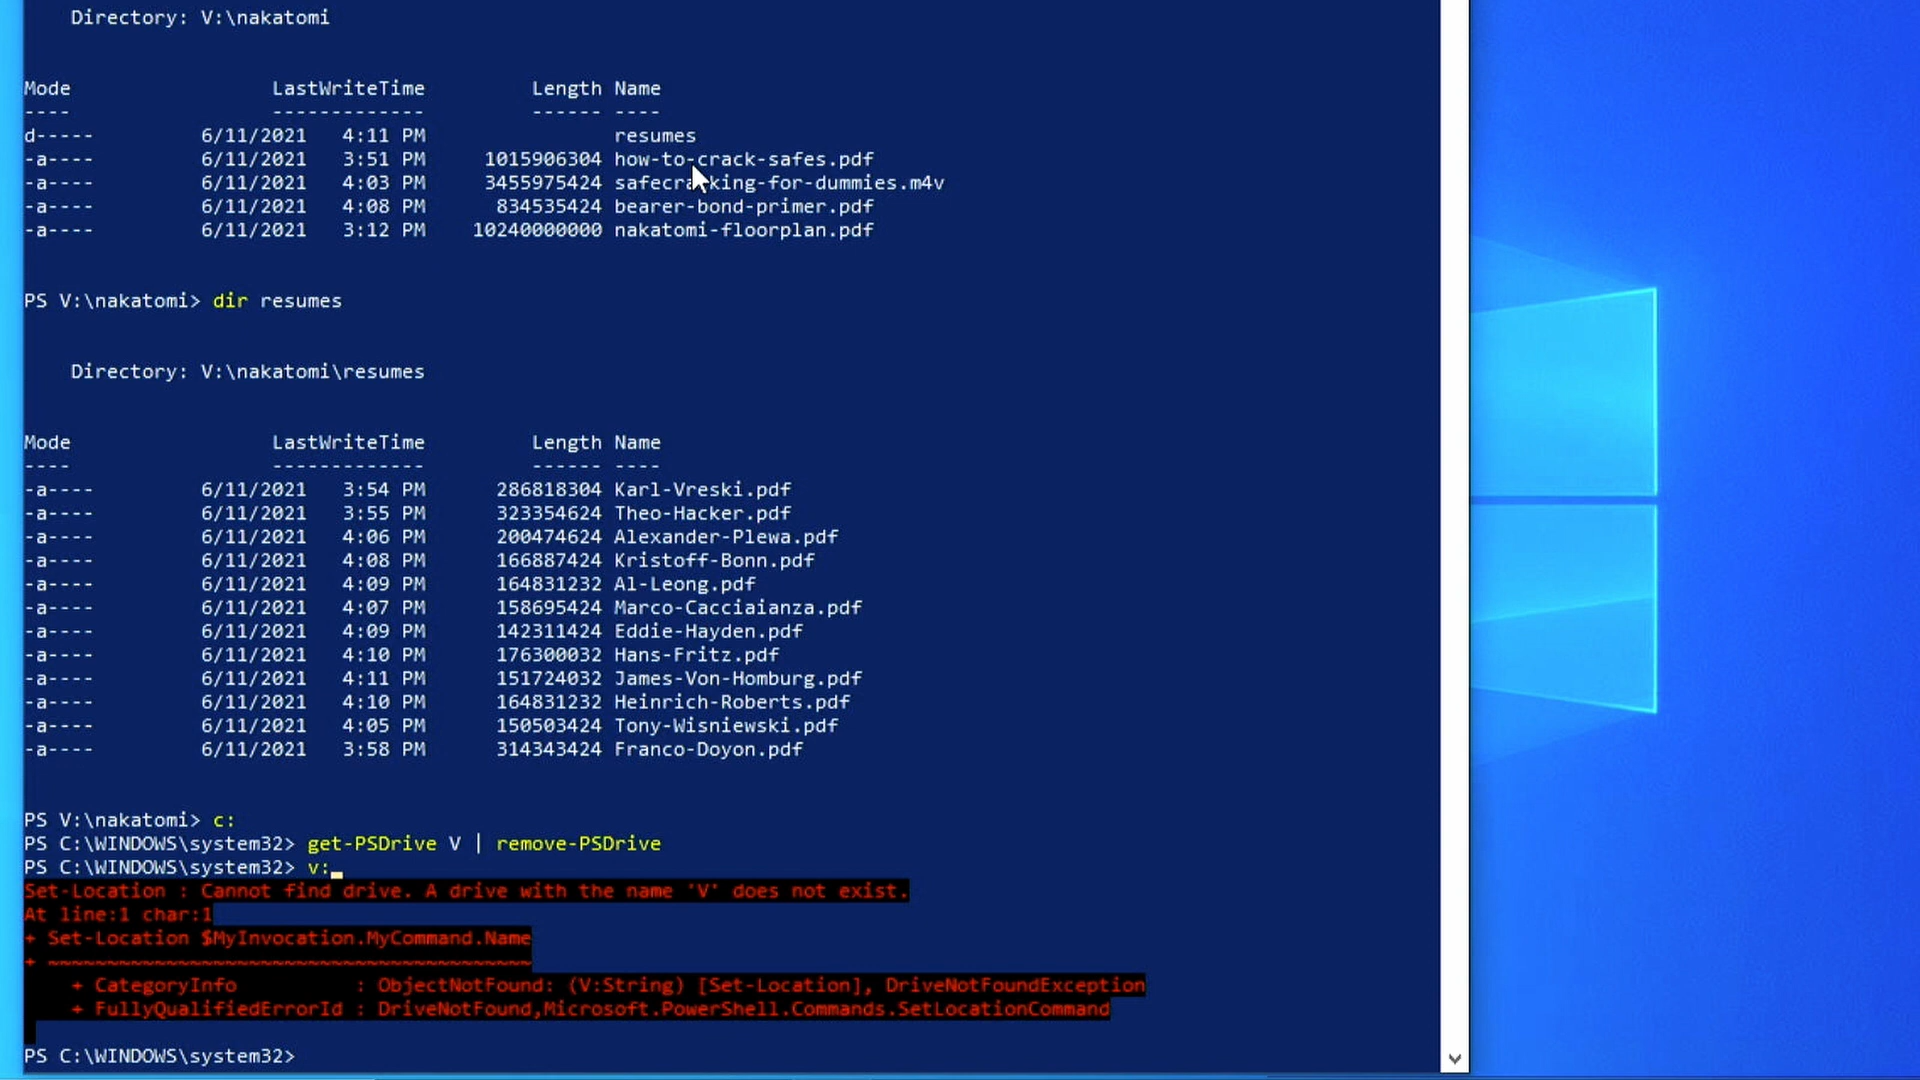 Directory: V:\nakatomi
Mode LastWriteTime Length Name
---- ------------- ------ ----
d----- 6/11/2021 4:11 PM resumes
-a---- 6/11/2021 3:51 PM 1015906304 how-to-crack-safes.pdf
-a---- 6/11/2021 4:03 PM 3455975424 safecracking-for-dummies.m4v
-a---- 6/11/2021 4:08 PM 834535424 bearer-bond-primer.pdf
-a---- 6/11/2021 3:12 PM 10240000000 nakatomi-floorplan.pdf
PS V:\nakatomi> dir resumes
Directory: V:\nakatomi\resumes
Mode LastWriteTime Length Name
---- ------------- ------ ----
-a---- 6/11/2021 3:54 PM 286818304 Karl-Vreski.pdf
-a---- 6/11/2021 3:55 PM 323354624 Theo-Hacker.pdf
-a---- 6/11/2021 4:06 PM 200474624 Alexander-Plewa.pdf
-a---- 6/11/2021 4:08 PM 166887424 Kristoff-Bonn.pdf
-a---- 6/11/2021 4:09 PM 164831232 Al-Leong.pdf
-a---- 6/11/2021 4:07 PM 158695424 Marco-Cacciaianza.pdf
-a---- 6/11/2021 4:09 PM 142311424 Eddie-Hayden.pdf
-a---- 6/11/2021 4:10 PM 176300032 Hans-Fritz.pdf
-a---- 6/11/2021 4:11 PM 151724032 James-Von-Homburg.pdf
-a---- 6/11/2021 4:10 PM 164831232 Heinrich-Roberts.pdf
-a---- 6/11/2021 4:05 PM 150503424 Tony-Wisniewski.pdf
-a---- 6/11/2021 3:58 PM 314343424 Franco-Doyon.pdf
PS V:\nakatomi> c:
PS C:\WINDOWS\system32> get-PSDrive V | remove-PSDrive
PS C:\WINDOWS\system32> v:
Set-Location : Cannot find drive. A drive with the name 'V' does not exist.
At line:1 char:1
+ Set-Location $MyInvocation.MyCommand.Name
+ ~~~~~~~~~~~~~~~~~~~~~~~~~~~~~~~~~~~~~~~~~
+ CategoryInfo : ObjectNotFound: (V:String) [Set-Location], DriveNotFoundException
+ FullyQualifiedErrorId : DriveNotFound,Microsoft.PowerShell.Commands.SetLocationCommand
PS C:\WINDOWS\system32>